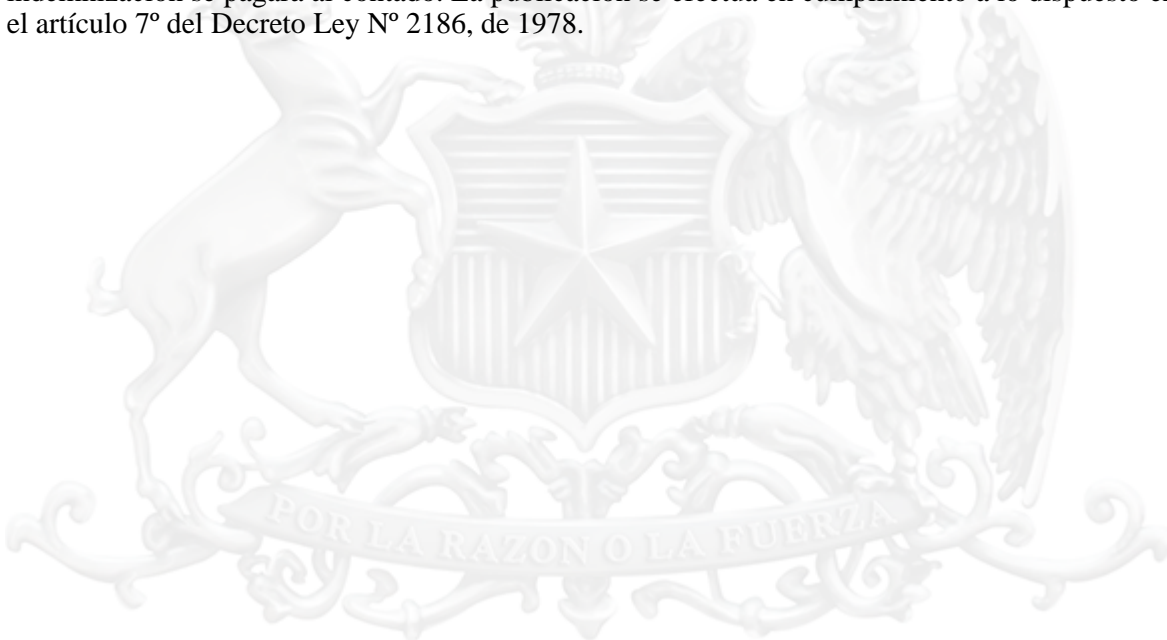 indemnización se pagará al contado. La publicación se efectúa en cumplimiento a lo dispuesto en
el artículo 7º del Decreto Ley Nº 2186, de 1978.
POR LA RAZON O LA FUERZA